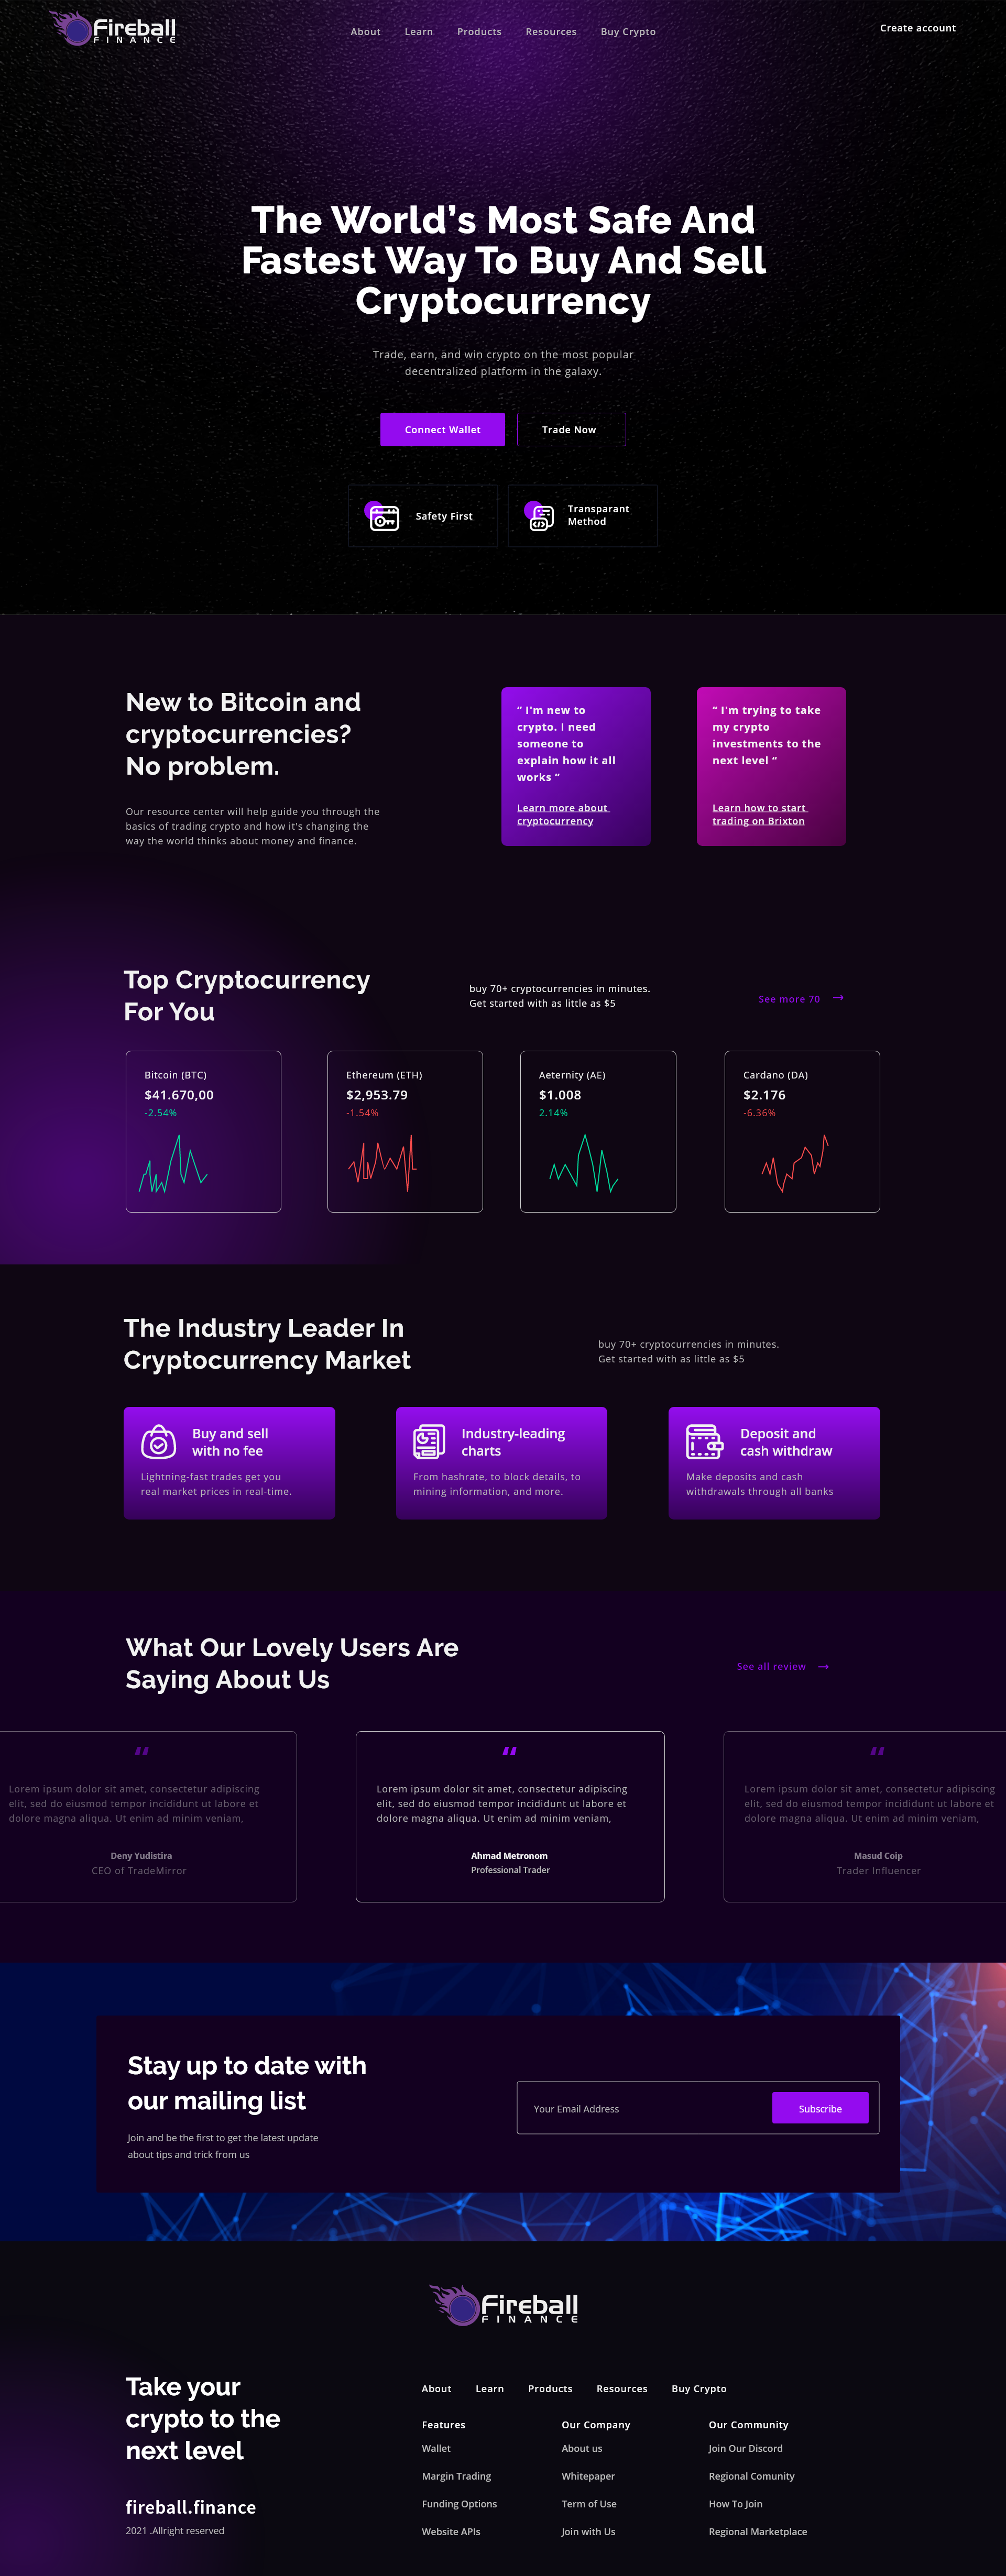 Fireball
FINANCE
About Learn Products Resources Buy Crypto
Create account
The World’s Most Safe And
Fastest Way To Buy And Sell
Cryptocurrency
Trade, earn, and win crypto on the most popular
decentralized platform in the galaxy.
Connect Wallet
Trade Now
Safety First
Transparant
Method
New to Bitcoin and
cryptocurrencies?
No problem.
Our resource center will help guide you through the
basics of trading crypto and how it's changing the
way the world thinks about money and finance.
“ I'm new to
crypto. I need
someone to
explain how it all
works “
Learn more about
cryptocurrency
“ I'm trying to take
my crypto
investments to the
next level “
Learn how to start
trading on Brixton
Top Cryptocurrency
For You
buy 70+ cryptocurrencies in minutes.
Get started with as little as $5
See more 70 →
Bitcoin (BTC)
$41.670,00
-2.54%
Ethereum (ETH)
$2,953.79
-1.54%
Aeternity (AE)
$1.008
2.14%
Cardano (DA)
$2.176
-6.36%
The Industry Leader In
Cryptocurrency Market
buy 70+ cryptocurrencies in minutes.
Get started with as little as $5
Buy and sell
with no fee
Lightning-fast trades get you
real market prices in real-time.
Industry-leading
charts
From hashrate, to block details, to
mining information, and more.
Deposit and
cash withdraw
Make deposits and cash
withdrawals through all banks
What Our Lovely Users Are
Saying About Us
See all review →
“
Lorem ipsum dolor sit amet, consectetur adipiscing
elit, sed do eiusmod tempor incididunt ut labore et
dolore magna aliqua. Ut enim ad minim veniam,
Deny Yudistira
CEO of TradeMirror
“
Lorem ipsum dolor sit amet, consectetur adipiscing
elit, sed do eiusmod tempor incididunt ut labore et
dolore magna aliqua. Ut enim ad minim veniam,
Ahmad Metronom
Professional Trader
“
Lorem ipsum dolor sit amet, consectetur adipiscing
elit, sed do eiusmod tempor incididunt ut labore et
dolore magna aliqua. Ut enim ad minim veniam,
Masud Coip
Trader Influencer
Stay up to date with
our mailing list
Join and be the first to get the latest update
about tips and trick from us
Your Email Address
Subscribe
Fireball
FINANCE
Take your
crypto to the
next level
fireball.finance
2021 .Allright reserved
About Learn Products Resources Buy Crypto
Features
Wallet
Margin Trading
Funding Options
Website APIs
Our Company
About us
Whitepaper
Term of Use
Join with Us
Our Community
Join Our Discord
Regional Comunity
How To Join
Regional Marketplace